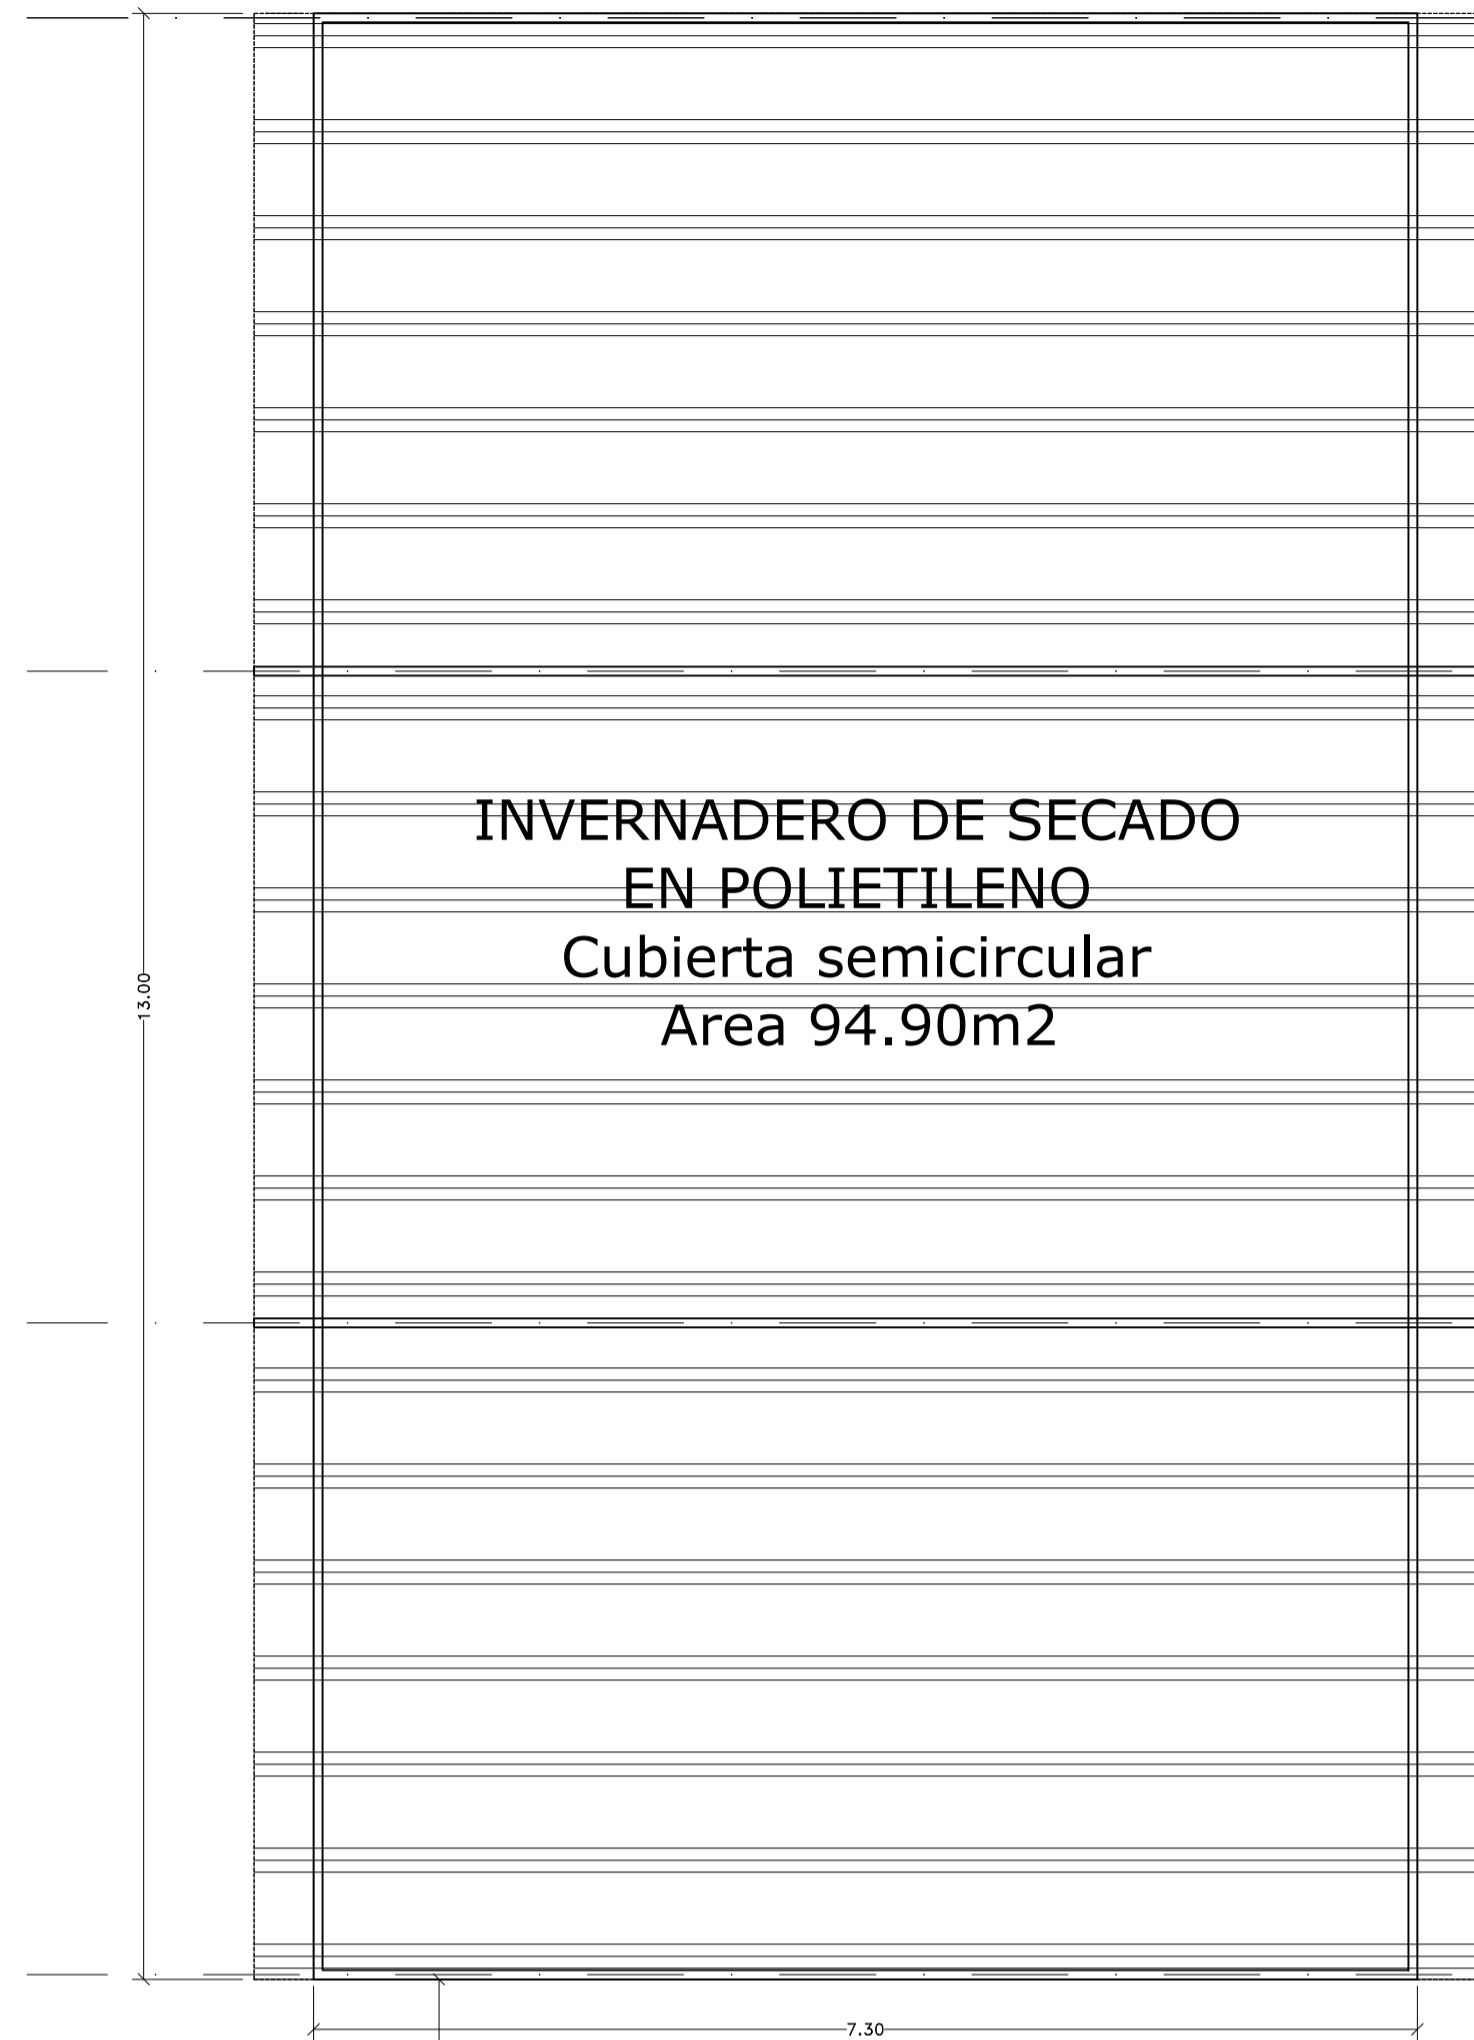 INVERNADERO DE SECADO
EN POLIETILENO
Cubierta semicircular
Area 94.90m2
13.00
7.30